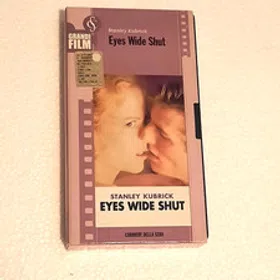 GRANDI
FILM
Stanley Kubrick
Eyes Wide Shut
STANLEY KUBRICK
EYES WIDE SHUT
CORRIERE DELLA SERA